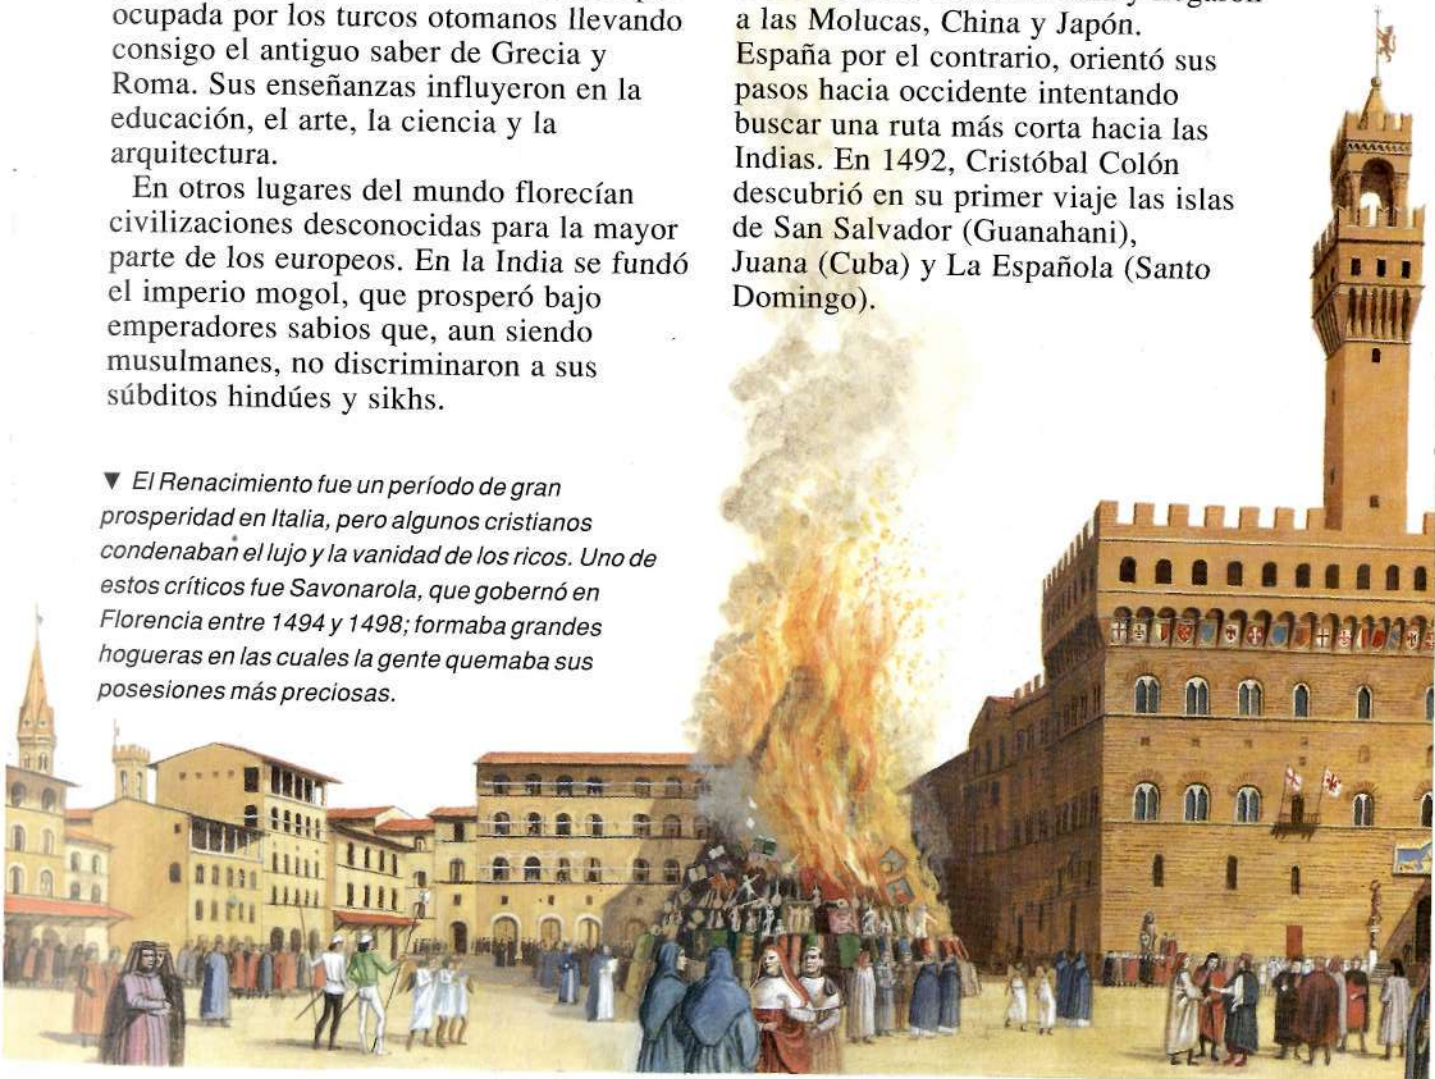 ocupada por los turcos otomanos llevando
consigo el antiguo saber de Grecia y
Roma. Sus enseñanzas influyeron en la
educación, el arte, la ciencia y la
arquitectura.
En otros lugares del mundo florecían
civilizaciones desconocidas para la mayor
parte de los europeos. En la India se fundó
el imperio mogol, que prosperó bajo
emperadores sabios que, aun siendo
musulmanes, no discriminaron a sus
súbditos hindúes y sikhs.
a las Molucas, China y Japón.
España por el contrario, orientó sus
pasos hacia occidente intentando
buscar una ruta más corta hacia las
Indias. En 1492, Cristóbal Colón
descubrió en su primer viaje las islas
de San Salvador (Guanahani),
Juana (Cuba) y La Española (Santo
Domingo).
▼ El Renacimiento fue un período de gran
prosperidad en Italia, pero algunos cristianos
condenaban el lujo y la vanidad de los ricos. Uno de
estos críticos fue Savonarola, que gobernó en
Florencia entre 1494 y 1498; formaba grandes
hogueras en las cuales la gente quemaba sus
posesiones más preciosas.